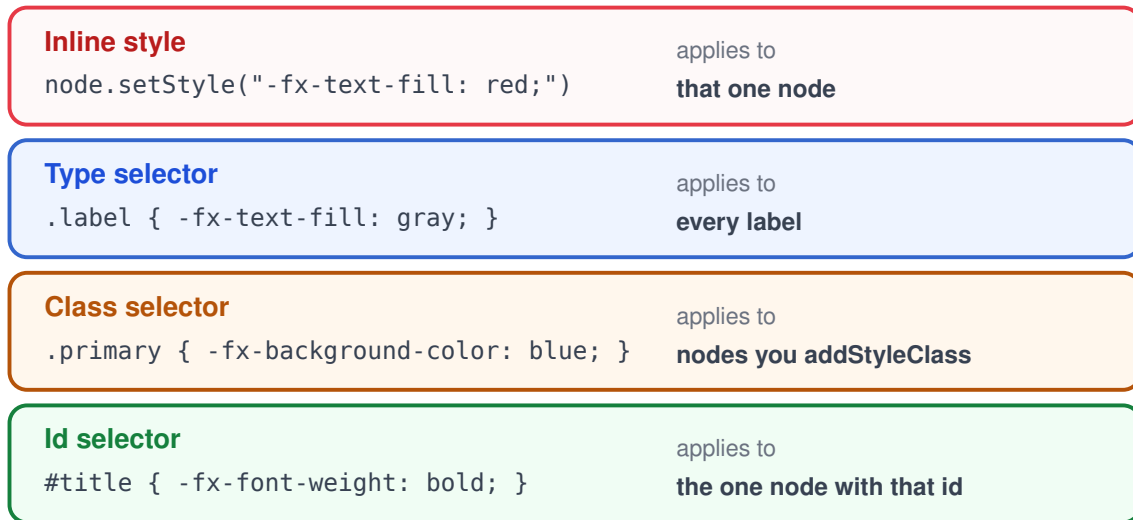 Inline style
node.setStyle("-fx-text-fill: red;")
applies to
that one node
Type selector
.label { -fx-text-fill: gray; }
applies to
every label
Class selector
.primary { -fx-background-color: blue; }
applies to
nodes you addStyleClass
Id selector
#title { -fx-font-weight: bold; }
applies to
the one node with that id